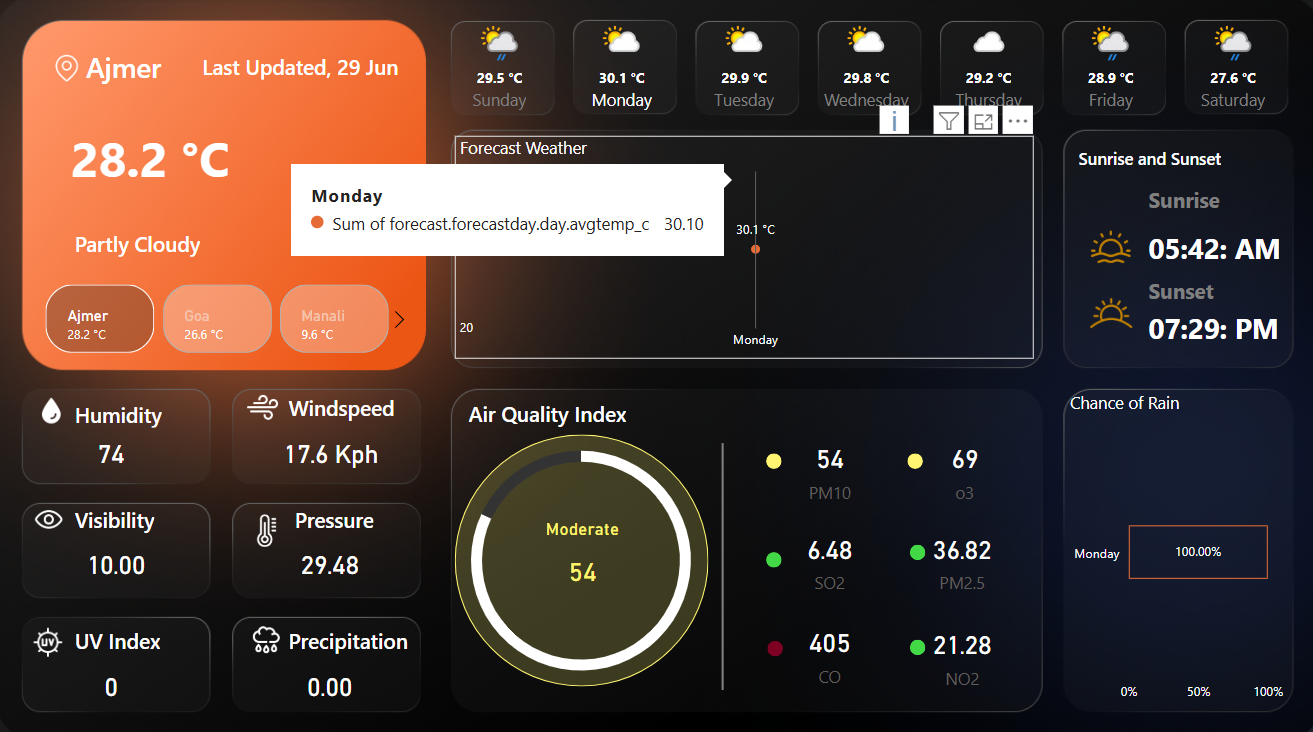 Ajmer
Last Updated, 29 Jun
28.2 °C
Partly Cloudy
Ajmer
28.2 °C
Goa
26.6 °C
Manali
9.6 °C
29.5 °C
Sunday
30.1 °C
Monday
29.9 °C
Tuesday
29.8 °C
Wednesday
29.2 °C
Thursday
28.9 °C
Friday
27.6 °C
Saturday
Forecast Weather
Monday
Sum of forecast.forecastday.day.avgtemp_c 30.10
30.1 °C
20
Monday
Sunrise and Sunset
Sunrise
05:42: AM
Sunset
07:29: PM
Humidity
74
Windspeed
17.6 Kph
Visibility
10.00
Pressure
29.48
UV Index
UV
0
Precipitation
0.00
Air Quality Index
Moderate
54
54
PM10
69
o3
6.48
SO2
36.82
PM2.5
405
CO
21.28
NO2
Chance of Rain
Monday
100.00%
0% 50% 100%